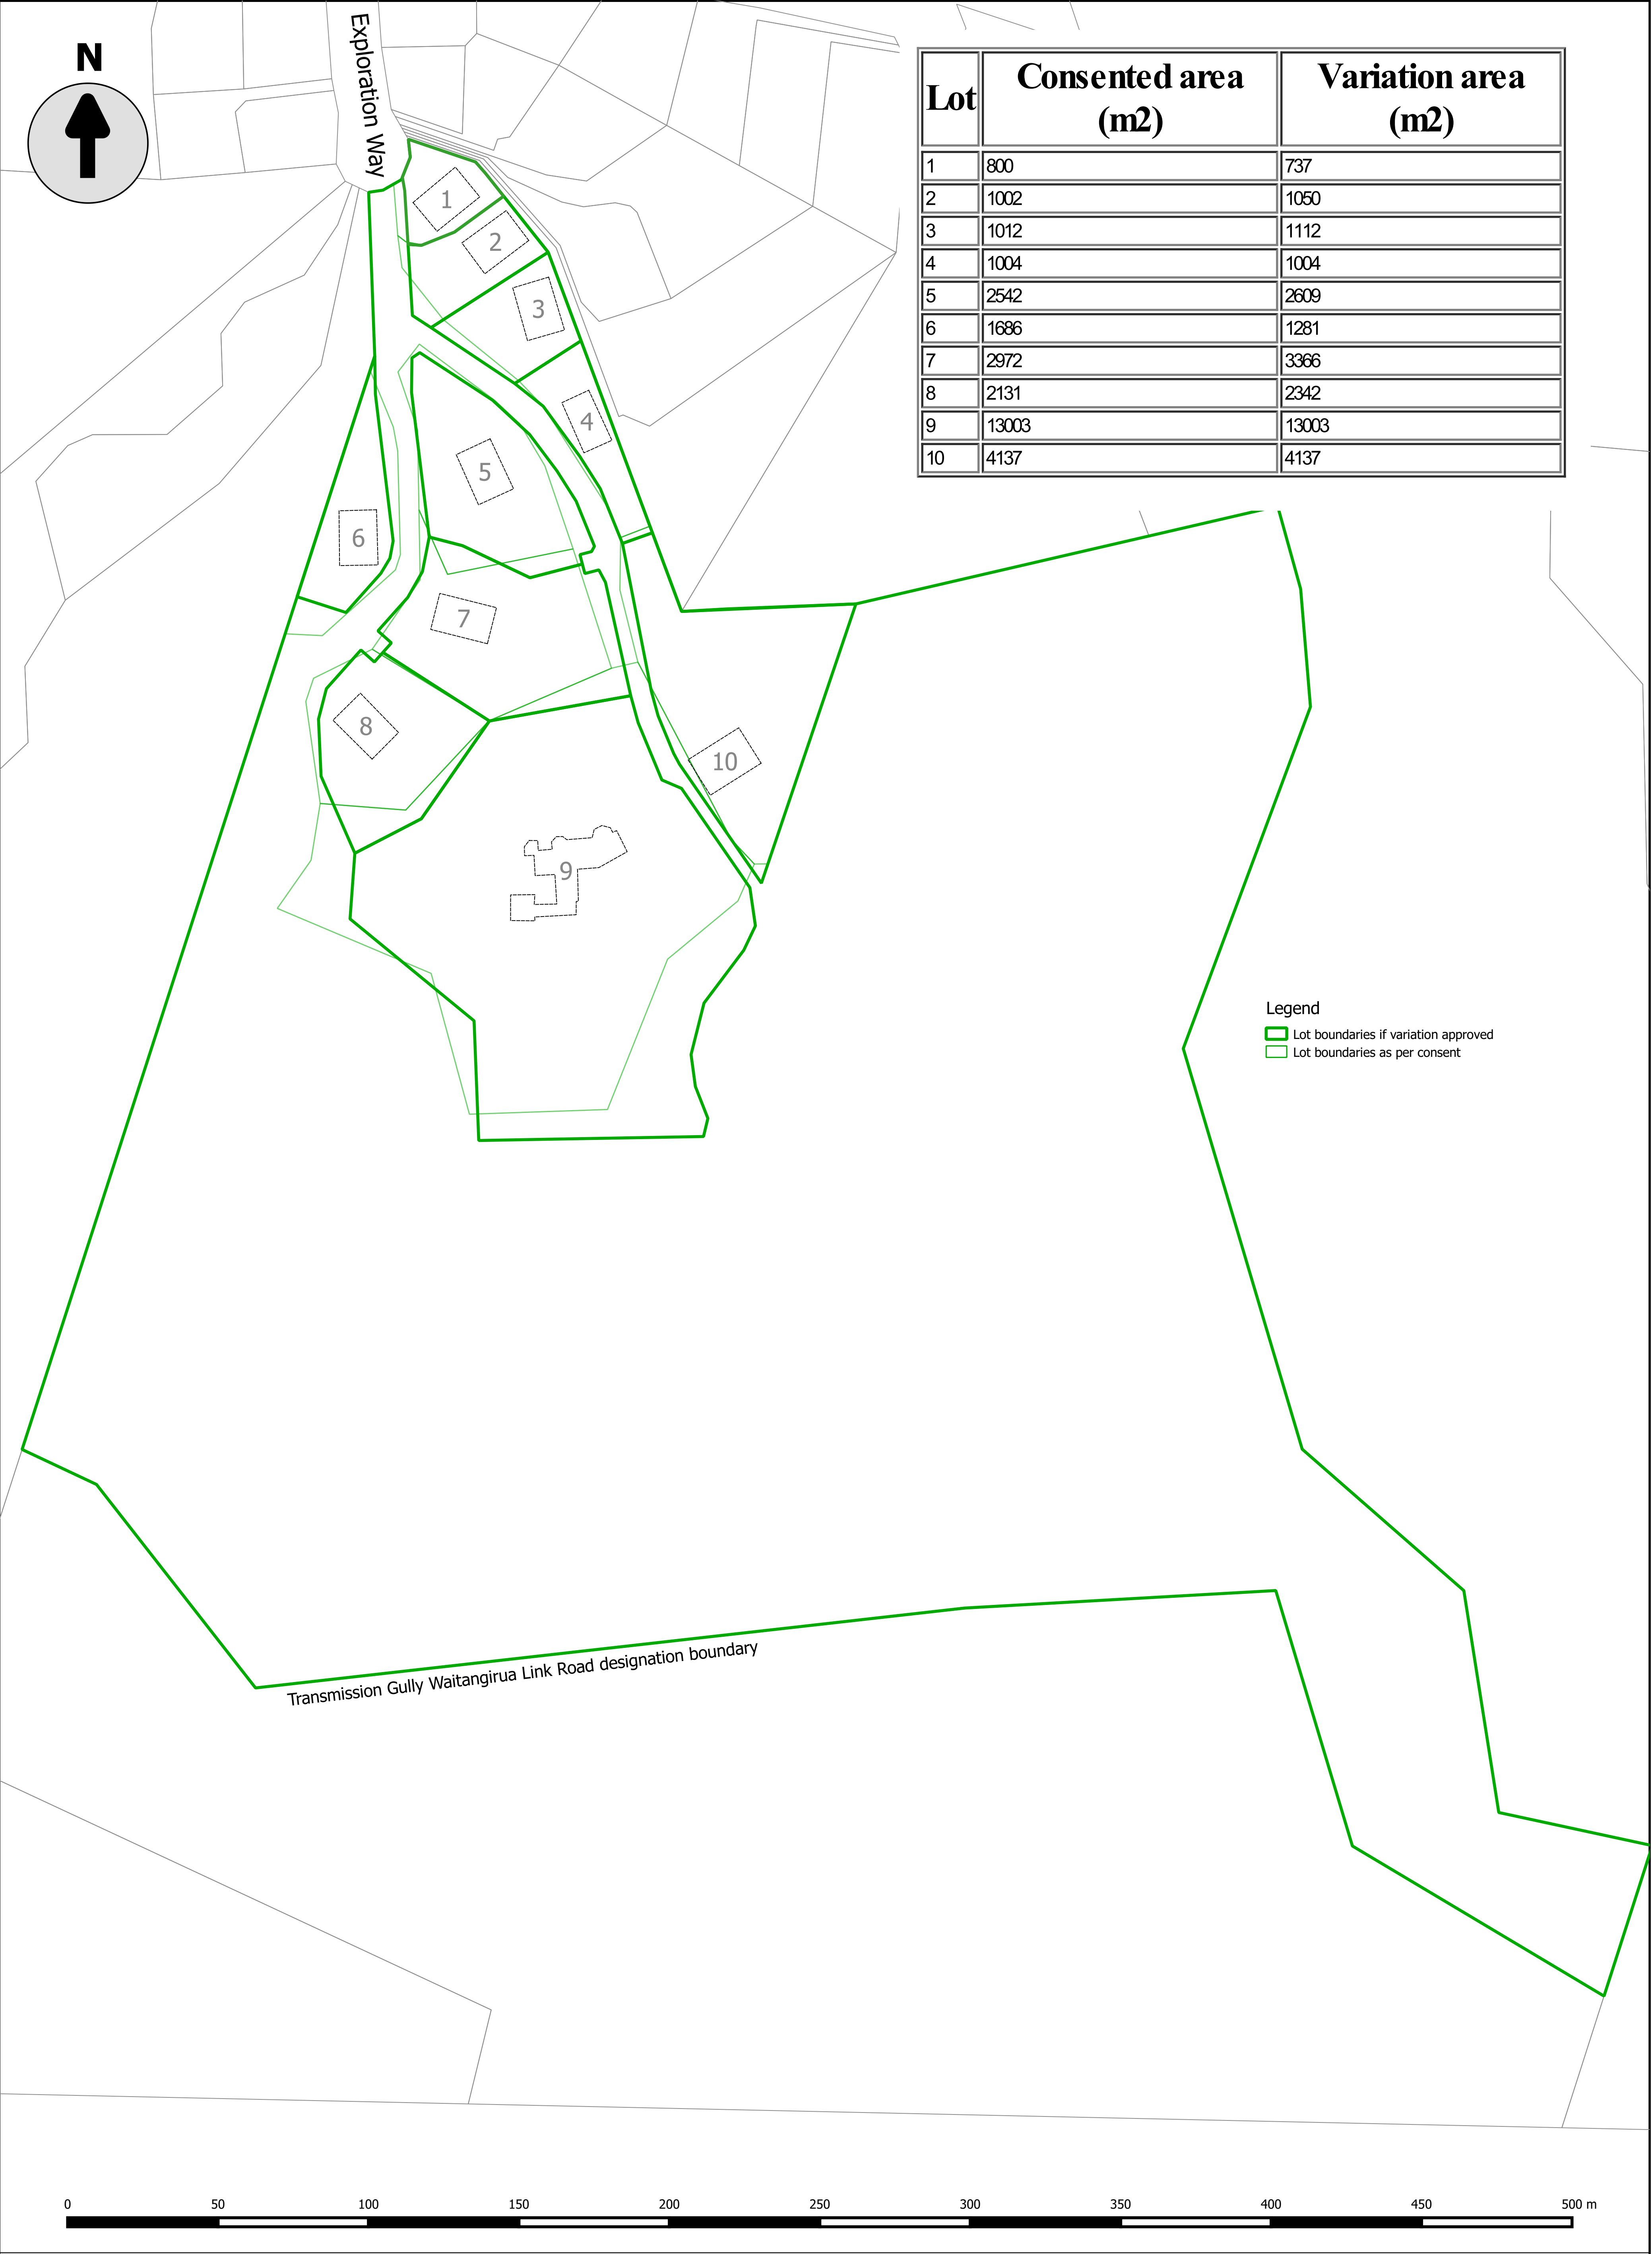 N
Exploration Way
Lot Consented area (m2) Variation area (m2)
1 800 737
2 1002 1050
3 1012 1112
4 1004 1004
5 2542 2609
6 1686 1281
7 2972 3366
8 2131 2342
9 13003 13003
10 4137 4137
1
2
3
4
5
6
7
8
10
9
Legend
Lot boundaries if variation approved
Lot boundaries as per consent
Transmission Gully Waitangirua Link Road designation boundary
0 50 100 150 200 250 300 350 400 450 500 m